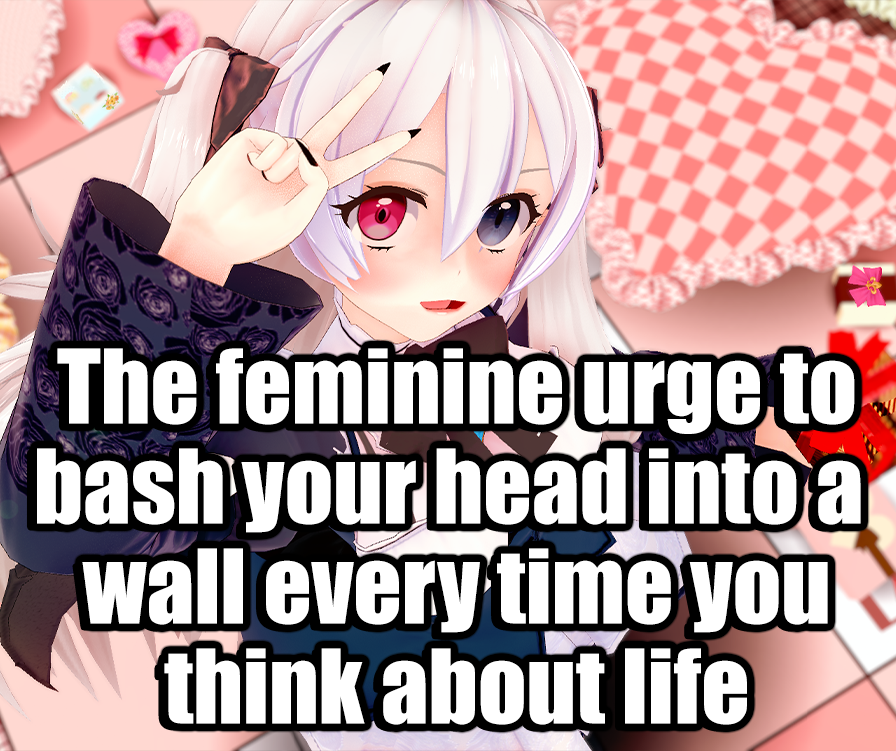 The feminine urge to
bash your head into a
wall every time you
think about life